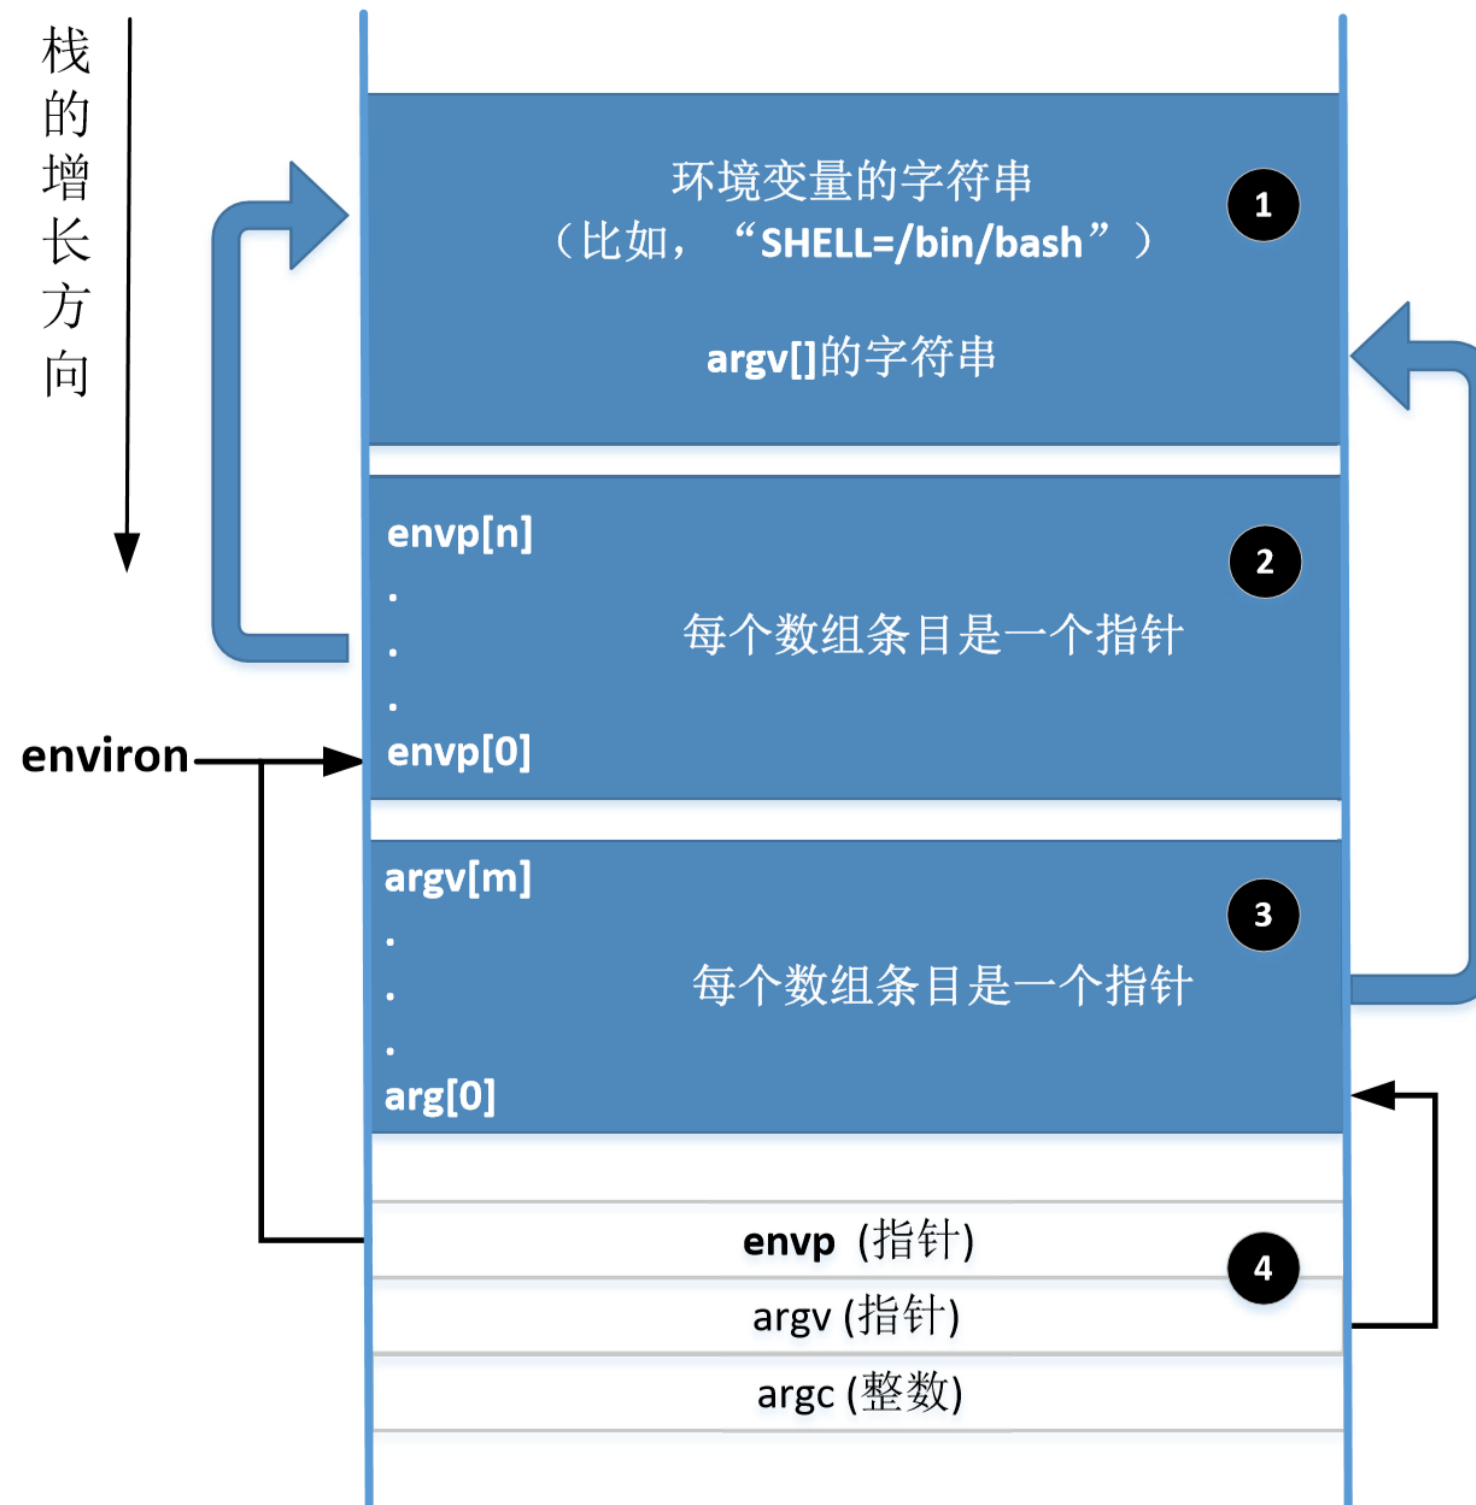 栈的增长方向
环境变量的字符串
（比如，“SHELL=/bin/bash”）
1
argv[]的字符串
envp[n]
2
.
每个数组条目是一个指针
.
.
environ
envp[0]
argv[m]
3
.
每个数组条目是一个指针
.
.
arg[0]
envp (指针)
4
argv (指针)
argc (整数)